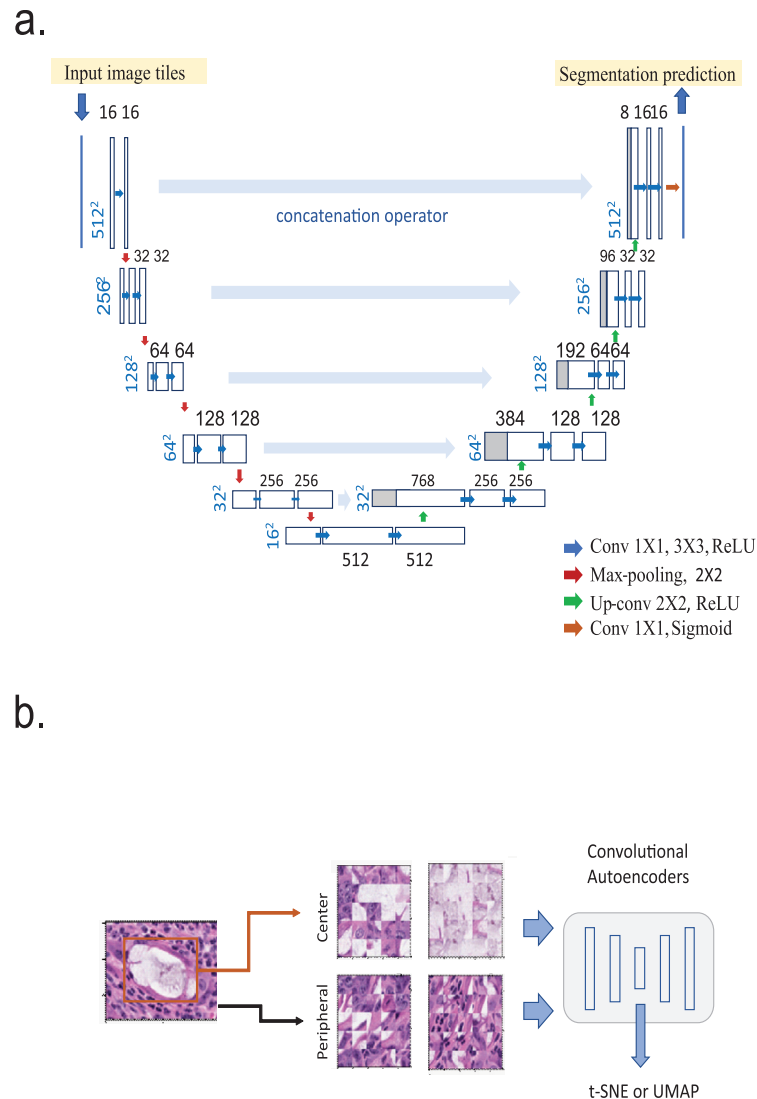 a.
Input image tiles
Segmentation prediction
16 16
8 16 16
512²
concatenation operator
512²
32 32
96 32 32
256²
256²
64 64
192 64 64
128²
128²
128 128
384 128 128
64²
64²
256 256
768 256 256
32²
32²
16²
512 512
Conv 1X1, 3X3, ReLU
Max-pooling, 2X2
Up-conv 2X2, ReLU
Conv 1X1, Sigmoid
b.
Convolutional
Autoencoders
Center
Peripheral
t-SNE or UMAP